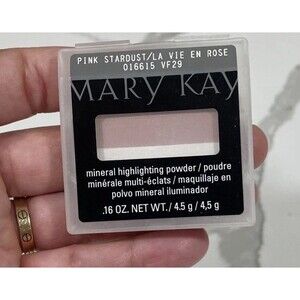 PINK STARDUST/LA VIE EN ROSE
016615 VF29
MARY KAY
mineral highlighting powder / poudre
minérale multi-éclats / maquillaje en
polvo mineral iluminador
.16 OZ. NET WT. / 4.5 g / 4,5 g